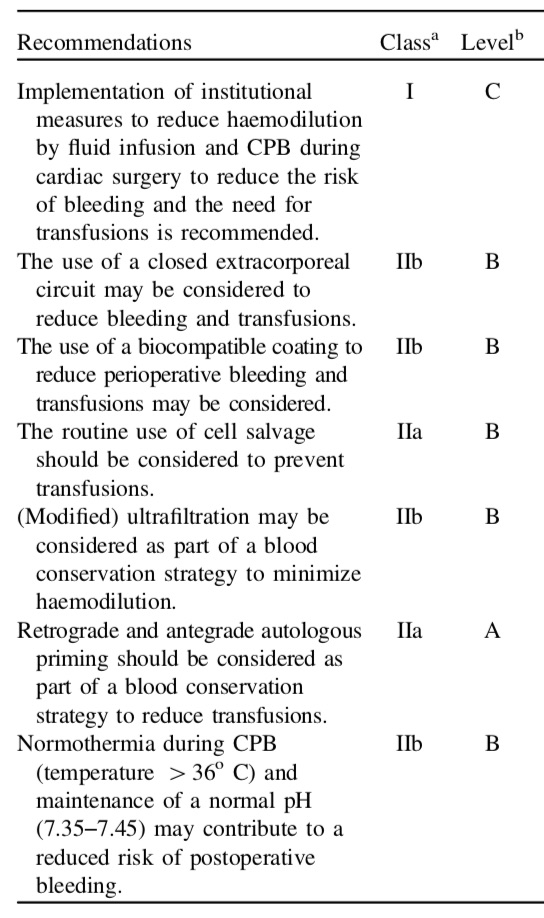 Recommendations Classa Levelb
Implementation of institutional I C
measures to reduce haemodilution
by fluid infusion and CPB during
cardiac surgery to reduce the risk
of bleeding and the need for
transfusions is recommended.
The use of a closed extracorporeal IIb B
circuit may be considered to
reduce bleeding and transfusions.
The use of a biocompatible coating to IIb B
reduce perioperative bleeding and
transfusions may be considered.
The routine use of cell salvage IIa B
should be considered to prevent
transfusions.
(Modified) ultrafiltration may be IIb B
considered as part of a blood
conservation strategy to minimize
haemodilution.
Retrograde and antegrade autologous IIa A
priming should be considered as
part of a blood conservation
strategy to reduce transfusions.
Normothermia during CPB IIb B
(temperature > 36o C) and
maintenance of a normal pH
(7.35–7.45) may contribute to a
reduced risk of postoperative
bleeding.